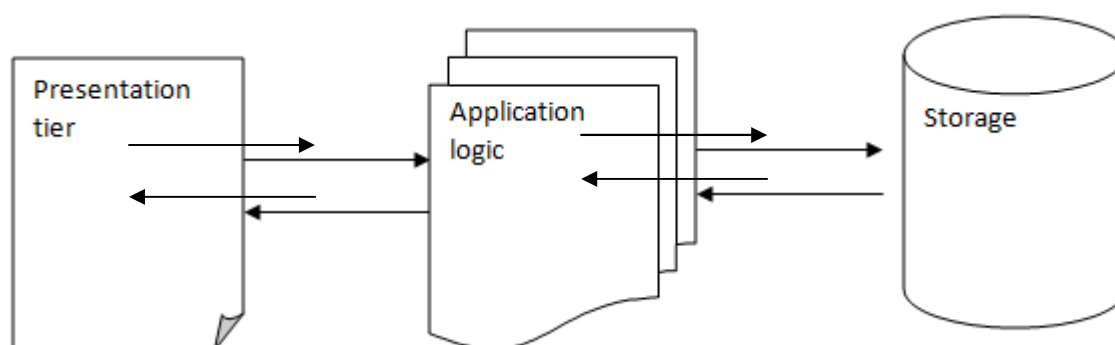 Presentation
tier
Application
logic
Storage